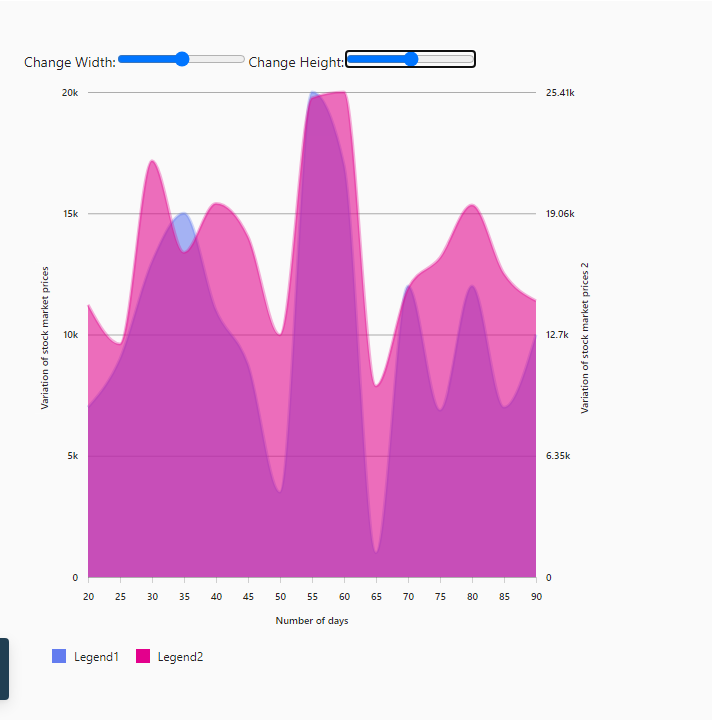 Change Width: Change Height:
20k 25.41k
15k 19.06k
10k 12.7k
5k 6.35k
0 0
Variation of stock market prices
Variation of stock market prices 2
20 25 30 35 40 45 50 55 60 65 70 75 80 85 90
Number of days
Legend1 Legend2